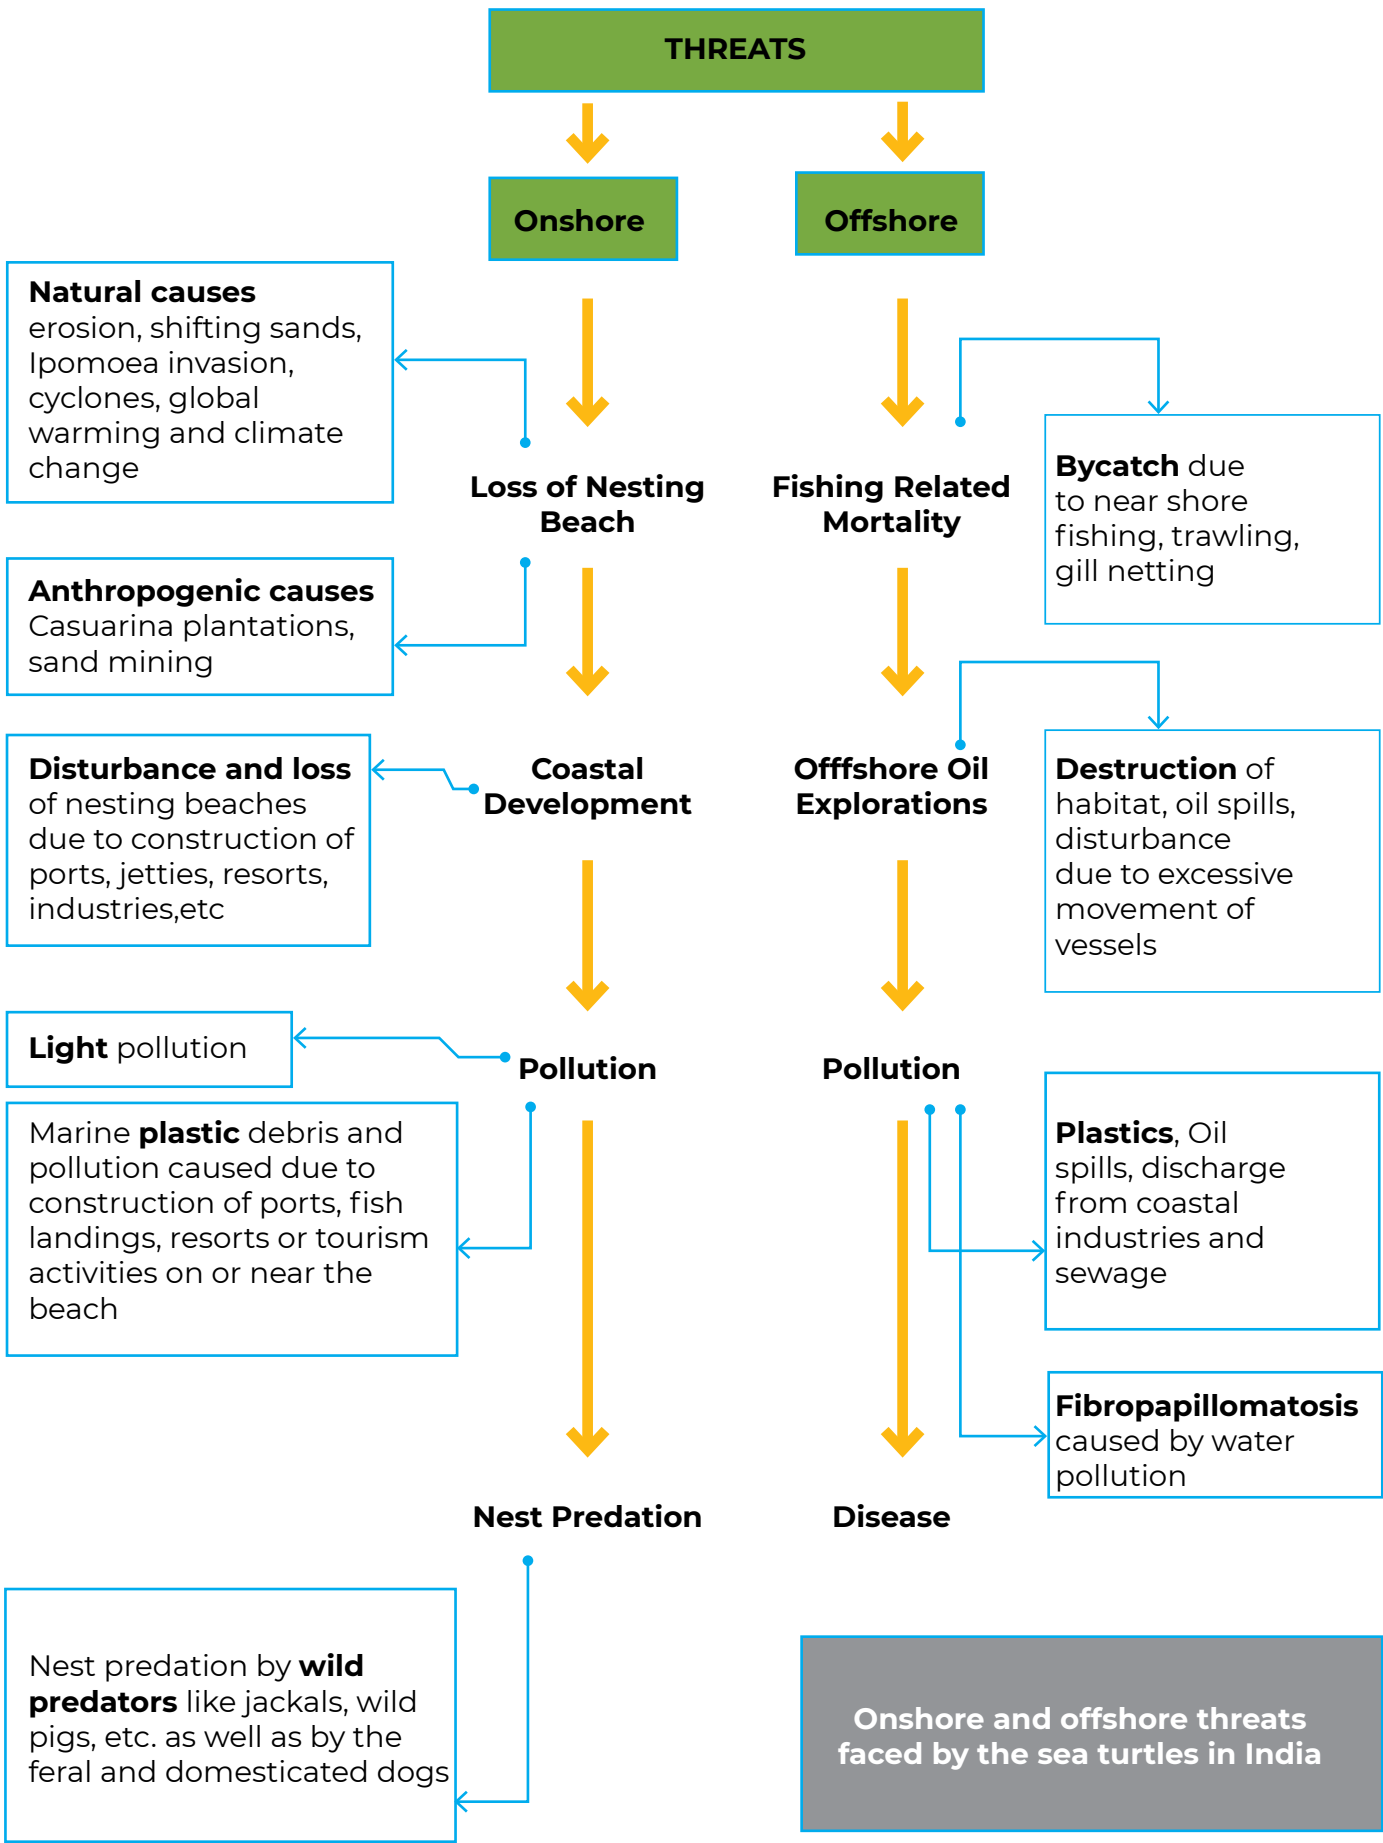 THREATS
Onshore
Offshore
Natural causes
erosion, shifting sands,
Ipomoea invasion,
cyclones, global
warming and climate
change
Loss of Nesting
Beach
Fishing Related
Mortality
Bycatch due
to near shore
fishing, trawling,
gill netting
Anthropogenic causes
Casuarina plantations,
sand mining
Disturbance and loss
of nesting beaches
due to construction of
ports, jetties, resorts,
industries,etc
Coastal
Development
Offfshore Oil
Explorations
Destruction of
habitat, oil spills,
disturbance
due to excessive
movement of
vessels
Light pollution
Pollution
Pollution
Marine plastic debris and
pollution caused due to
construction of ports, fish
landings, resorts or tourism
activities on or near the
beach
Plastics, Oil
spills, discharge
from coastal
industries and
sewage
Fibropapillomatosis
caused by water
pollution
Nest Predation
Disease
Nest predation by wild
predators like jackals, wild
pigs, etc. as well as by the
feral and domesticated dogs
Onshore and offshore threats
faced by the sea turtles in India